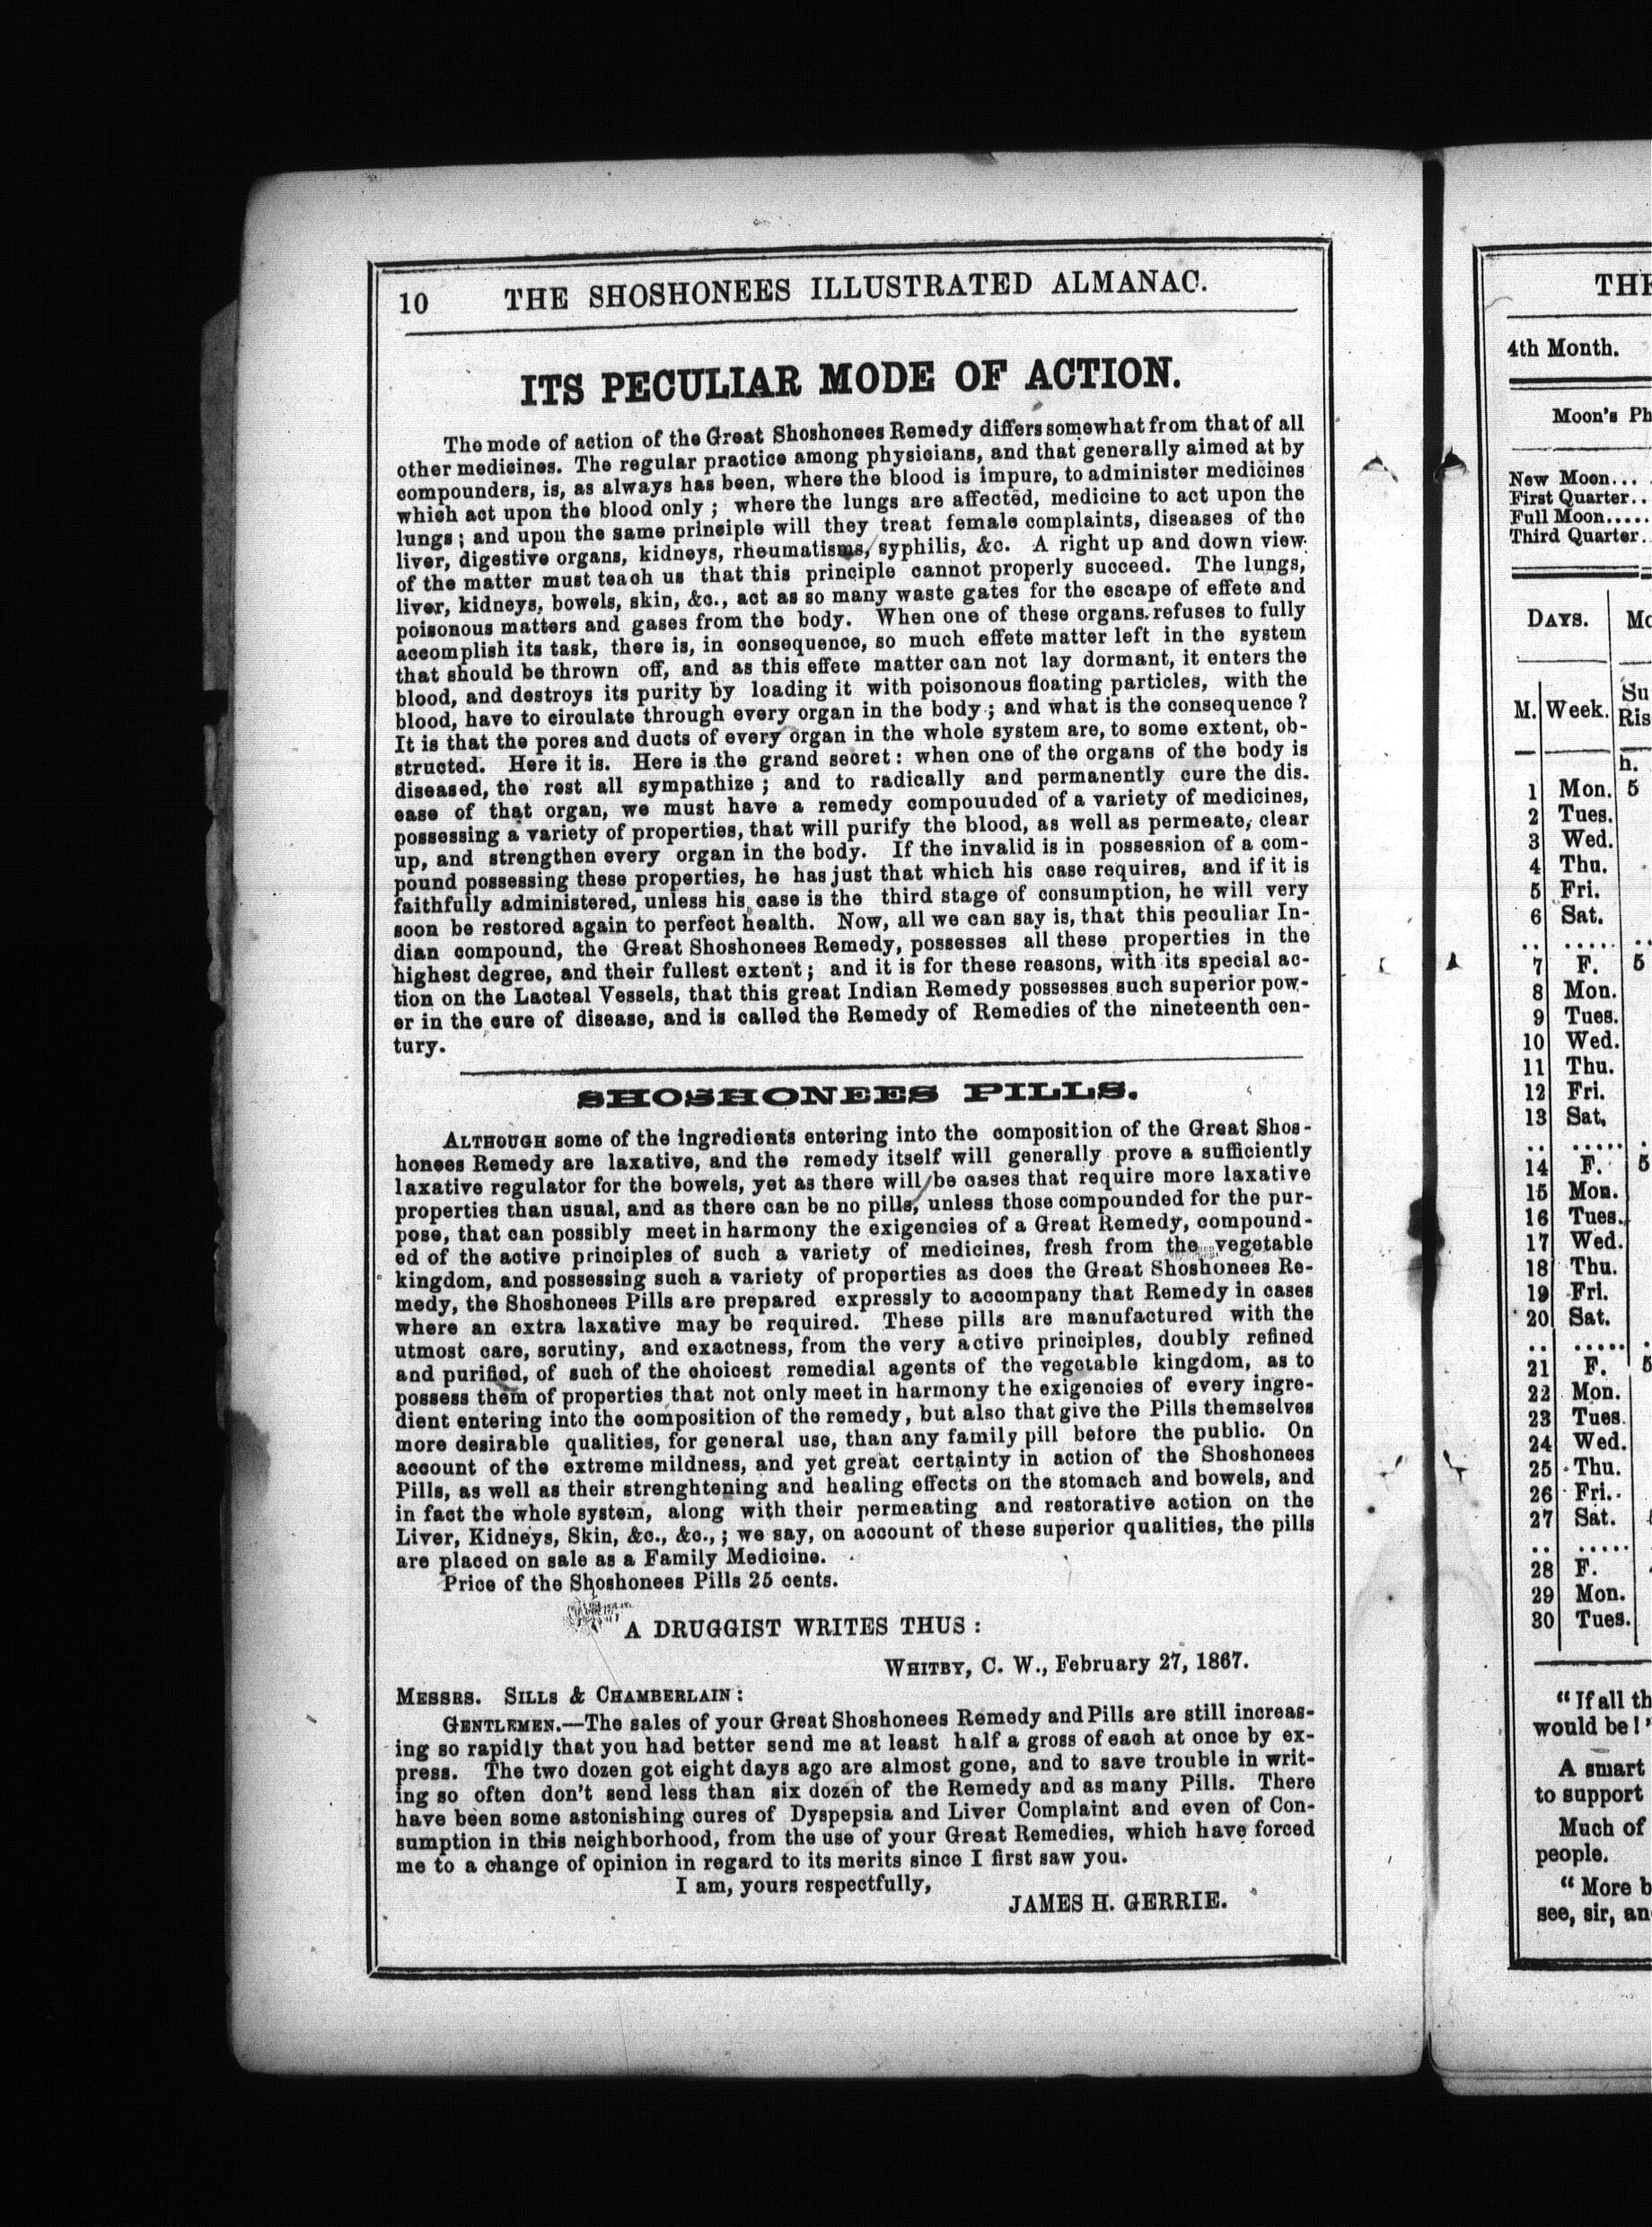 10 THE SHOSHONEES ILLUSTRATED ALMANAC.
ITS PECULIAR MODE OF ACTION.
The mode of action of the Great Shoshonees Remedy differs somewhat from that of all
other medicines. The regular practice among physicians, and that generally aimed at by
compounders, is, as always has been, where the blood is impure, to administer medicines
which act upon the blood only; where the lungs are affected, medicine to act upon the
lungs; and upon the same principle will they treat female complaints, diseases of the
liver, digestive organs, kidneys, rheumatisms, syphilis, &c. A right up and down view
of the matter must teach us that this principle cannot properly succeed. The lungs,
liver, kidneys, bowels, skin, &c., act as so many waste gates for the escape of effete and
poisonous matters and gases from the body. When one of these organs refuses to fully
accomplish its task, there is, in consequence, so much effete matter left in the system
that should be thrown off, and as this effete matter can not lay dormant, it enters the
blood, and destroys its purity by loading it with poisonous floating particles, with the
blood, have to circulate through every organ in the body; and what is the consequence?
It is that the pores and ducts of every organ in the whole system are, to some extent, ob-
structed. Here it is. Here is the grand secret: when one of the organs of the body is
diseased, the rest all sympathize; and to radically and permanently cure the dis.
ease of that organ, we must have a remedy compouuded of a variety of medicines,
possessing a variety of properties, that will purify the blood, as well as permeate, clear
up, and strengthen every organ in the body. If the invalid is in possession of a com-
pound possessing these properties, he has just that which his case requires, and if it is
faithfully administered, unless his case is the third stage of consumption, he will very
soon be restored again to perfect health. Now, all we can say is, that this peculiar In-
dian compound, the Great Shoshonees Remedy, possesses all these properties in the
highest degree, and their fullest extent; and it is for these reasons, with its special ac-
tion on the Lacteal Vessels, that this great Indian Remedy possesses such superior pow-
er in the cure of disease, and is called the Remedy of Remedies of the nineteenth cen-
tury.
SHOSHONEES PILLS.
ALTHOUGH some of the ingredients entering into the composition of the Great Shos-
honees Remedy are laxative, and the remedy itself will generally prove a sufficiently
laxative regulator for the bowels, yet as there will be cases that require more laxative
properties than usual, and as there can be no pills, unless those compounded for the pur-
pose, that can possibly meet in harmony the exigencies of a Great Remedy, compound-
ed of the active principles of such a variety of medicines, fresh from the vegetable
kingdom, and possessing such a variety of properties as does the Great Shoshonees Re-
medy, the Shoshonees Pills are prepared expressly to accompany that Remedy in cases
where an extra laxative may be required. These pills are manufactured with the
utmost care, scrutiny, and exactness, from the very active principles, doubly refined
and purified, of such of the choicest remedial agents of the vegetable kingdom, as to
possess them of properties that not only meet in harmony the exigencies of every ingre-
dient entering into the composition of the remedy, but also that give the Pills themselves
more desirable qualities, for general use, than any family pill before the public. On
account of the extreme mildness, and yet great certainty in action of the Shoshonees
Pills, as well as their strenghtening and healing effects on the stomach and bowels, and
in fact the whole system, along with their permeating and restorative action on the
Liver, Kidneys, Skin, &c., &c.,; we say, on account of these superior qualities, the pills
are placed on sale as a Family Medicine.
Price of the Shoshonees Pills 25 cents.
A DRUGGIST WRITES THUS:
WHITBY, C. W., February 27, 1867.
MESSRS. SILLS & CHAMBERLAIN:
GENTLEMEN.—The sales of your Great Shoshonees Remedy and Pills are still increas-
ing so rapidly that you had better send me at least half a gross of each at once by ex-
press. The two dozen got eight days ago are almost gone, and to save trouble in writ-
ing so often don't send less than six dozen of the Remedy and as many Pills. There
have been some astonishing cures of Dyspepsia and Liver Complaint and even of Con-
sumption in this neighborhood, from the use of your Great Remedies, which have forced
me to a change of opinion in regard to its merits since I first saw you.
I am, yours respectfully,
JAMES H. GERRIE.
4th Month.
Moon's
New Moon...
First Quarter..
Full Moon.....
Third Quarter.
DAYS.
M. Week.
h.
1 Mon. 5
2 Tues.
3 Wed.
4 Thu.
5 Fri.
6 Sat.
.. .....
7 F. 5
8 Mon.
9 Tues.
10 Wed.
11 Thu.
12 Fri.
13 Sat.
.. .....
14 F. 5
15 Mon.
16 Tues.
17 Wed.
18 Thu.
19 Fri.
20 Sat.
.. .....
21 F. 5
22 Mon.
23 Tues.
24 Wed.
25 Thu.
26 Fri.
27 Sat.
.. .....
28 F.
29 Mon.
30 Tues.
"If all
would be!"
A smart
to support
Much of
people.
"More
see, sir,